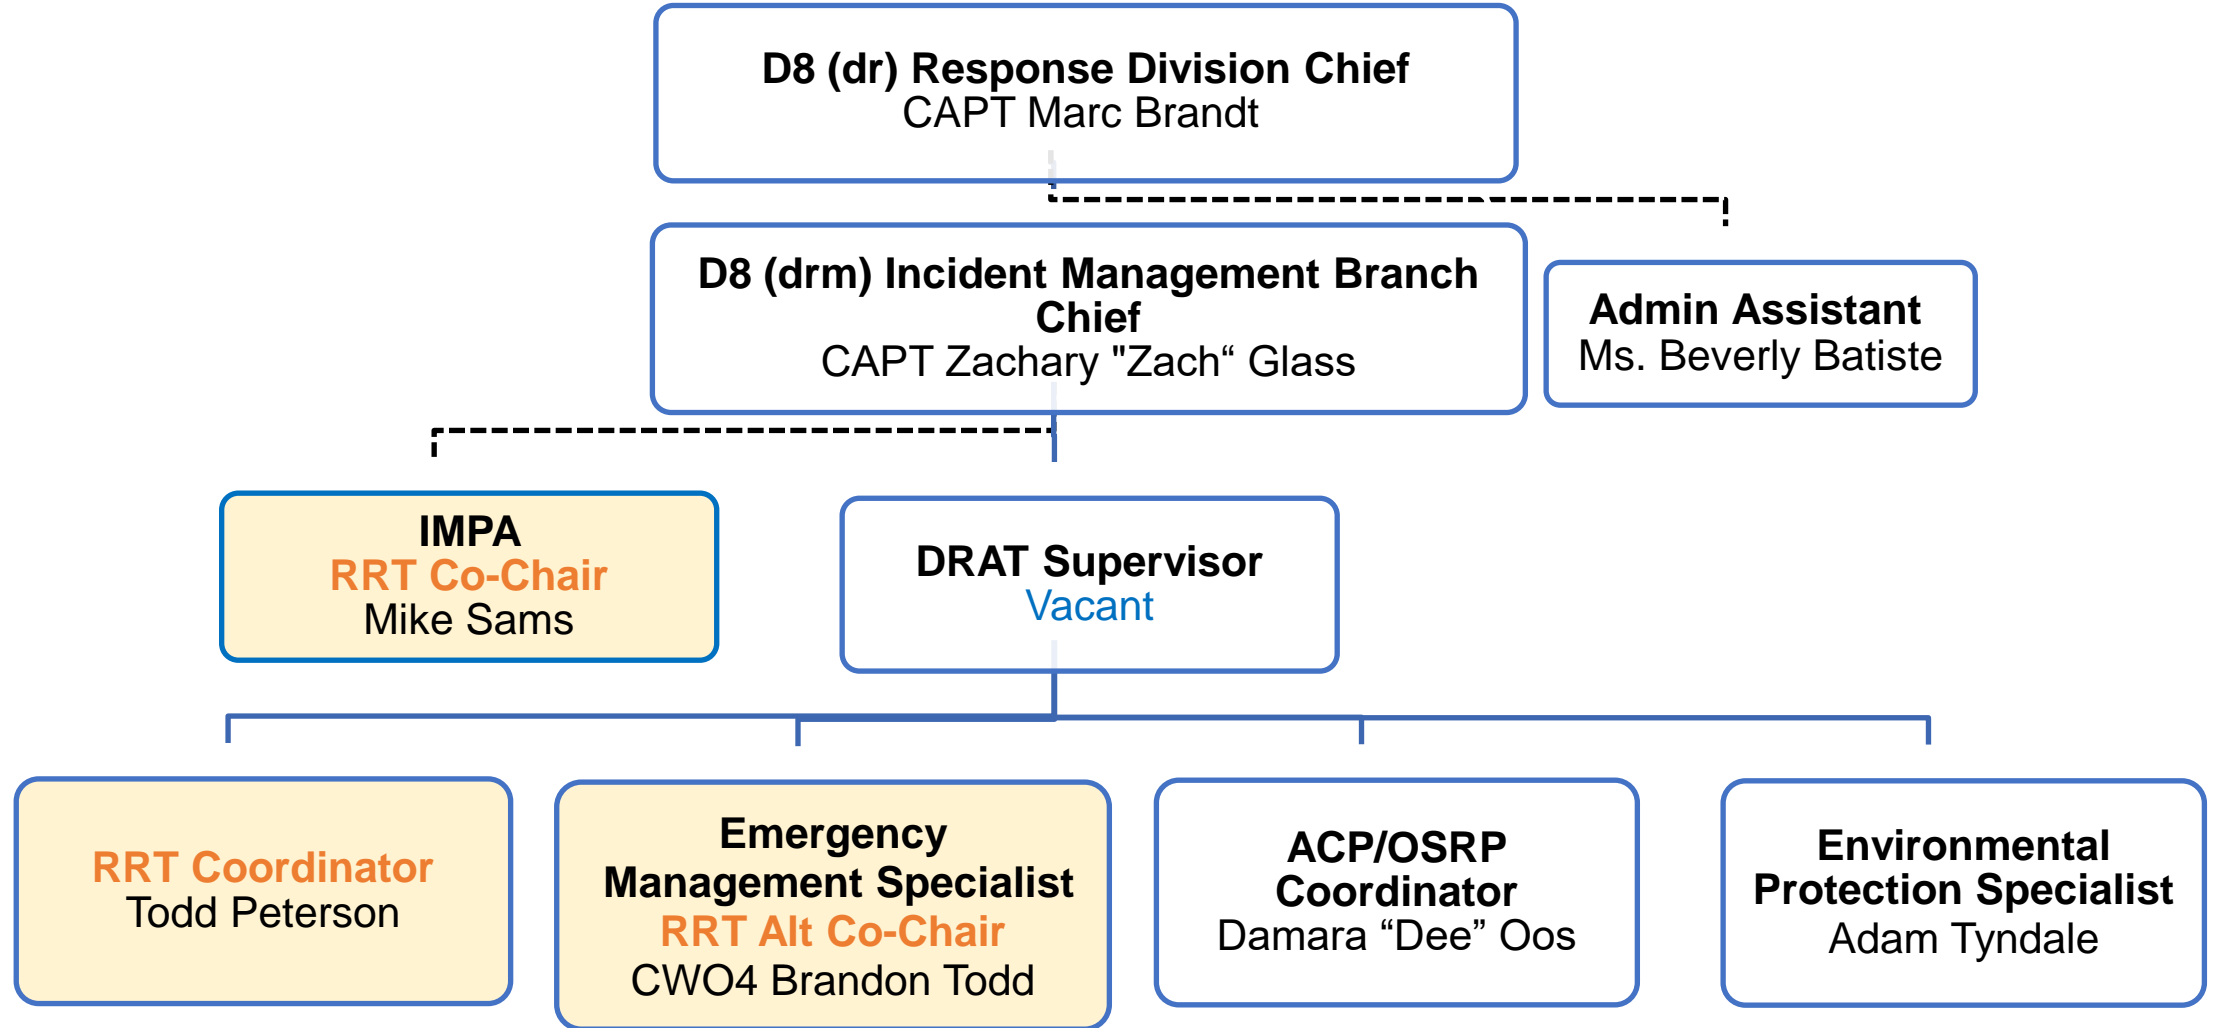 D8 (dr) Response Division Chief
CAPT Marc Brandt
D8 (drm) Incident Management Branch
Chief
CAPT Zachary "Zach“ Glass
Admin Assistant
Ms. Beverly Batiste
IMPA
RRT Co-Chair
Mike Sams
DRAT Supervisor
Vacant
RRT Coordinator
Todd Peterson
Emergency
Management Specialist
RRT Alt Co-Chair
CWO4 Brandon Todd
ACP/OSRP
Coordinator
Damara “Dee” Oos
Environmental
Protection Specialist
Adam Tyndale